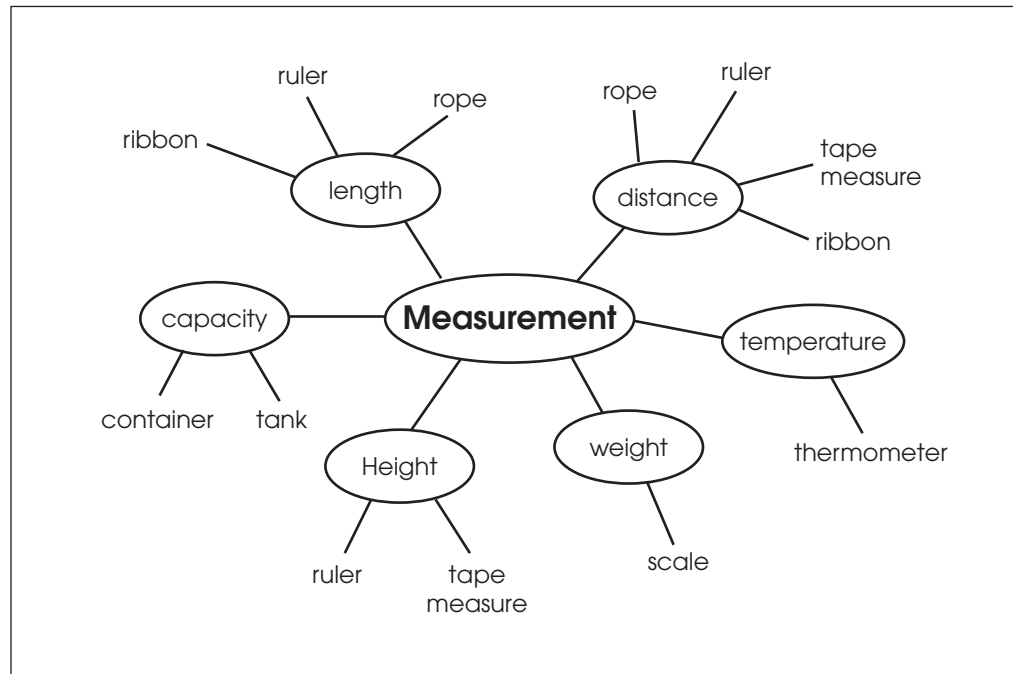 ruler
rope
ribbon
length
rope
ruler
tape
measure
distance
ribbon
capacity
container
tank
Measurement
temperature
thermometer
Height
ruler
tape
measure
weight
scale